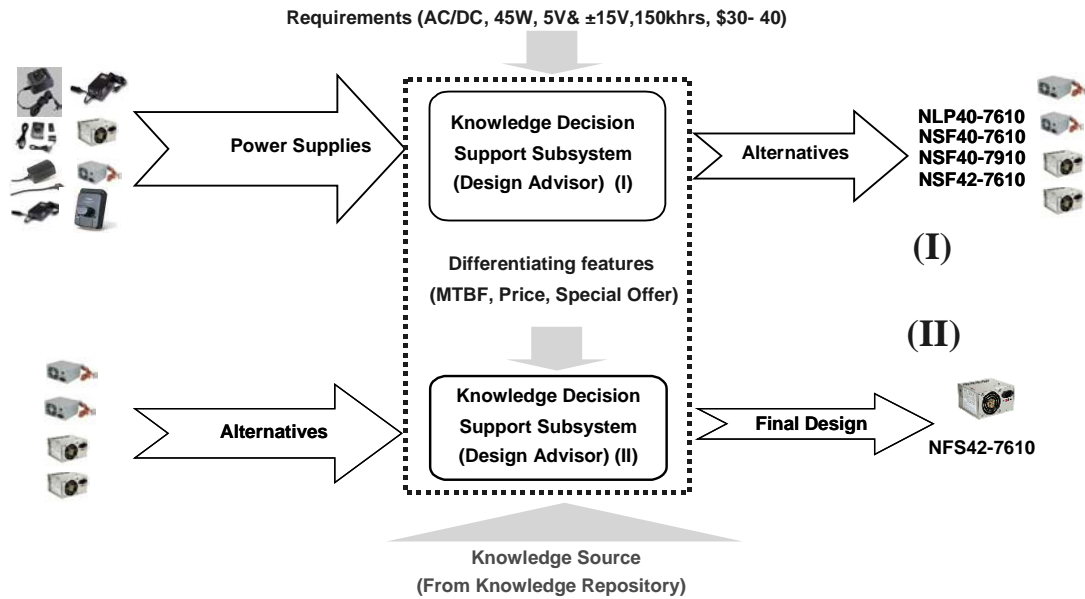 Requirements (AC/DC, 45W, 5V& ±15V,150khrs, $30- 40)
Power Supplies
Knowledge Decision
Support Subsystem
(Design Advisor) (I)
Alternatives
NLP40-7610
NSF40-7610
NSF40-7910
NSF42-7610
(I)
Differentiating features
(MTBF, Price, Special Offer)
(II)
Alternatives
Knowledge Decision
Support Subsystem
(Design Advisor) (II)
Final Design
NFS42-7610
Knowledge Source
(From Knowledge Repository)